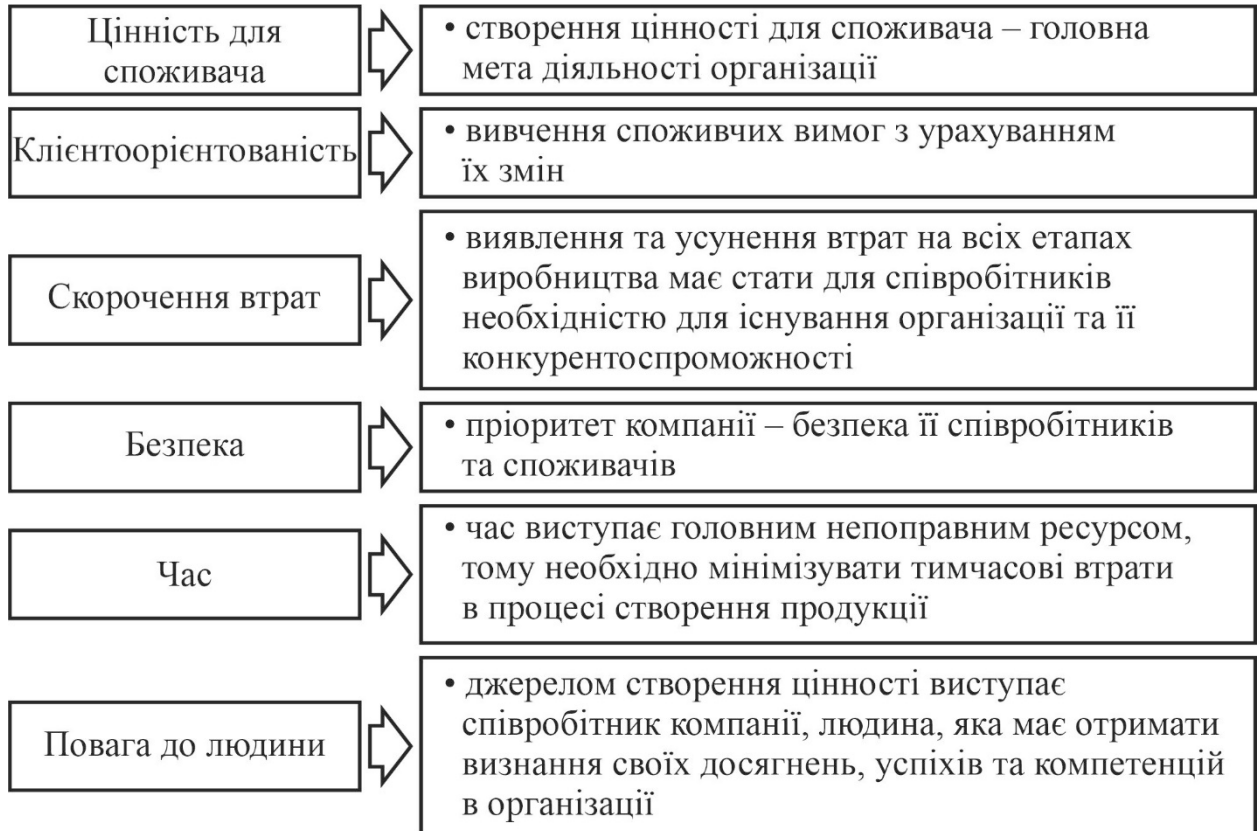 Цінність для
споживача
• створення цінності для споживача – головна
мета діяльності організації
Клієнтоорієнтованість
• вивчення споживчих вимог з урахуванням
їх змін
Скорочення втрат
• виявлення та усунення втрат на всіх етапах
виробництва має стати для співробітників
необхідністю для існування організації та її
конкурентоспроможності
Безпека
• пріоритет компанії – безпека її співробітників
та споживачів
Час
• час виступає головним непоправним ресурсом,
тому необхідно мінімізувати тимчасові втрати
в процесі створення продукції
Повага до людини
• джерелом створення цінності виступає
співробітник компанії, людина, яка має отримати
визнання своїх досягнень, успіхів та компетенцій
в організації